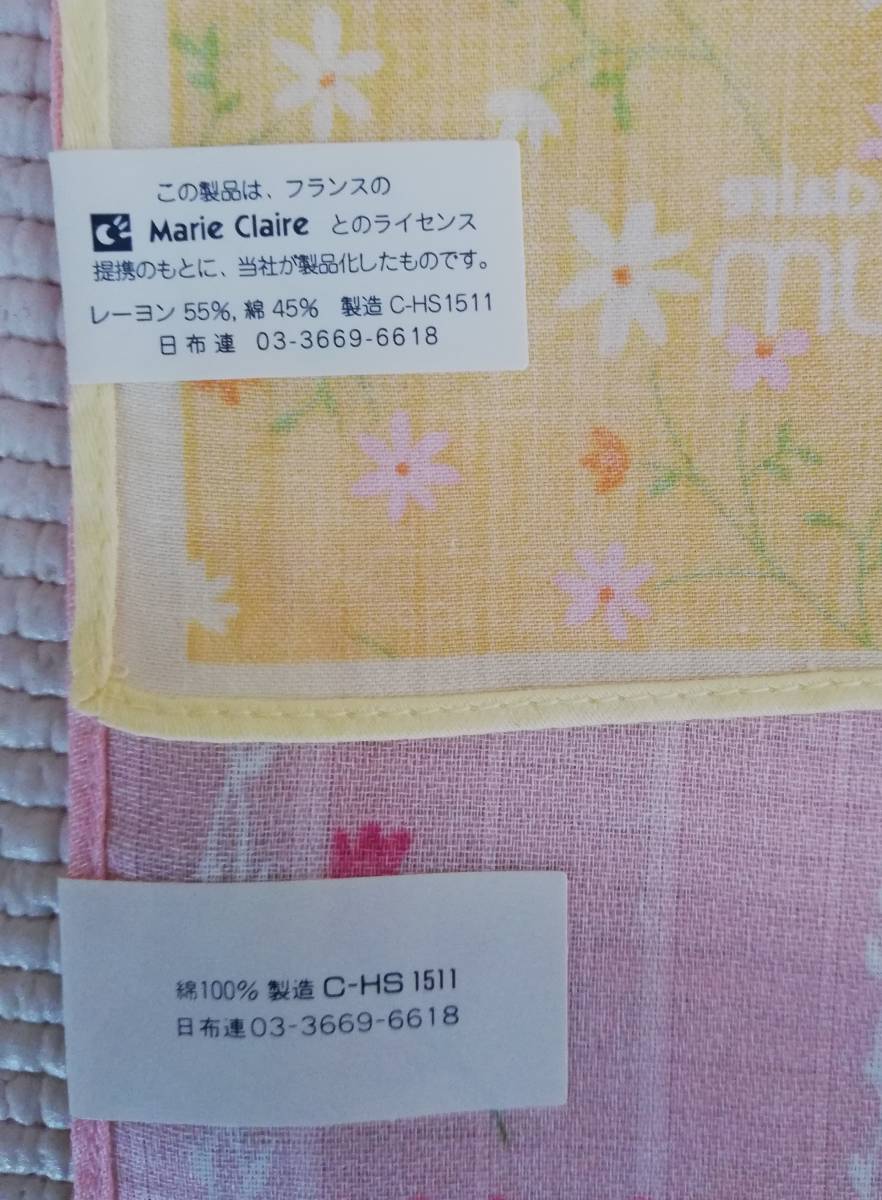 この製品は、フランスの
Marie Claire とのライセンス
提携のもとに、当社が製品化したものです。
レーヨン 55%, 綿 45% 製造 C-HS1511
日布連 03-3669-6618
綿100% 製造 C-HS 1511
日布連03-3669-6618